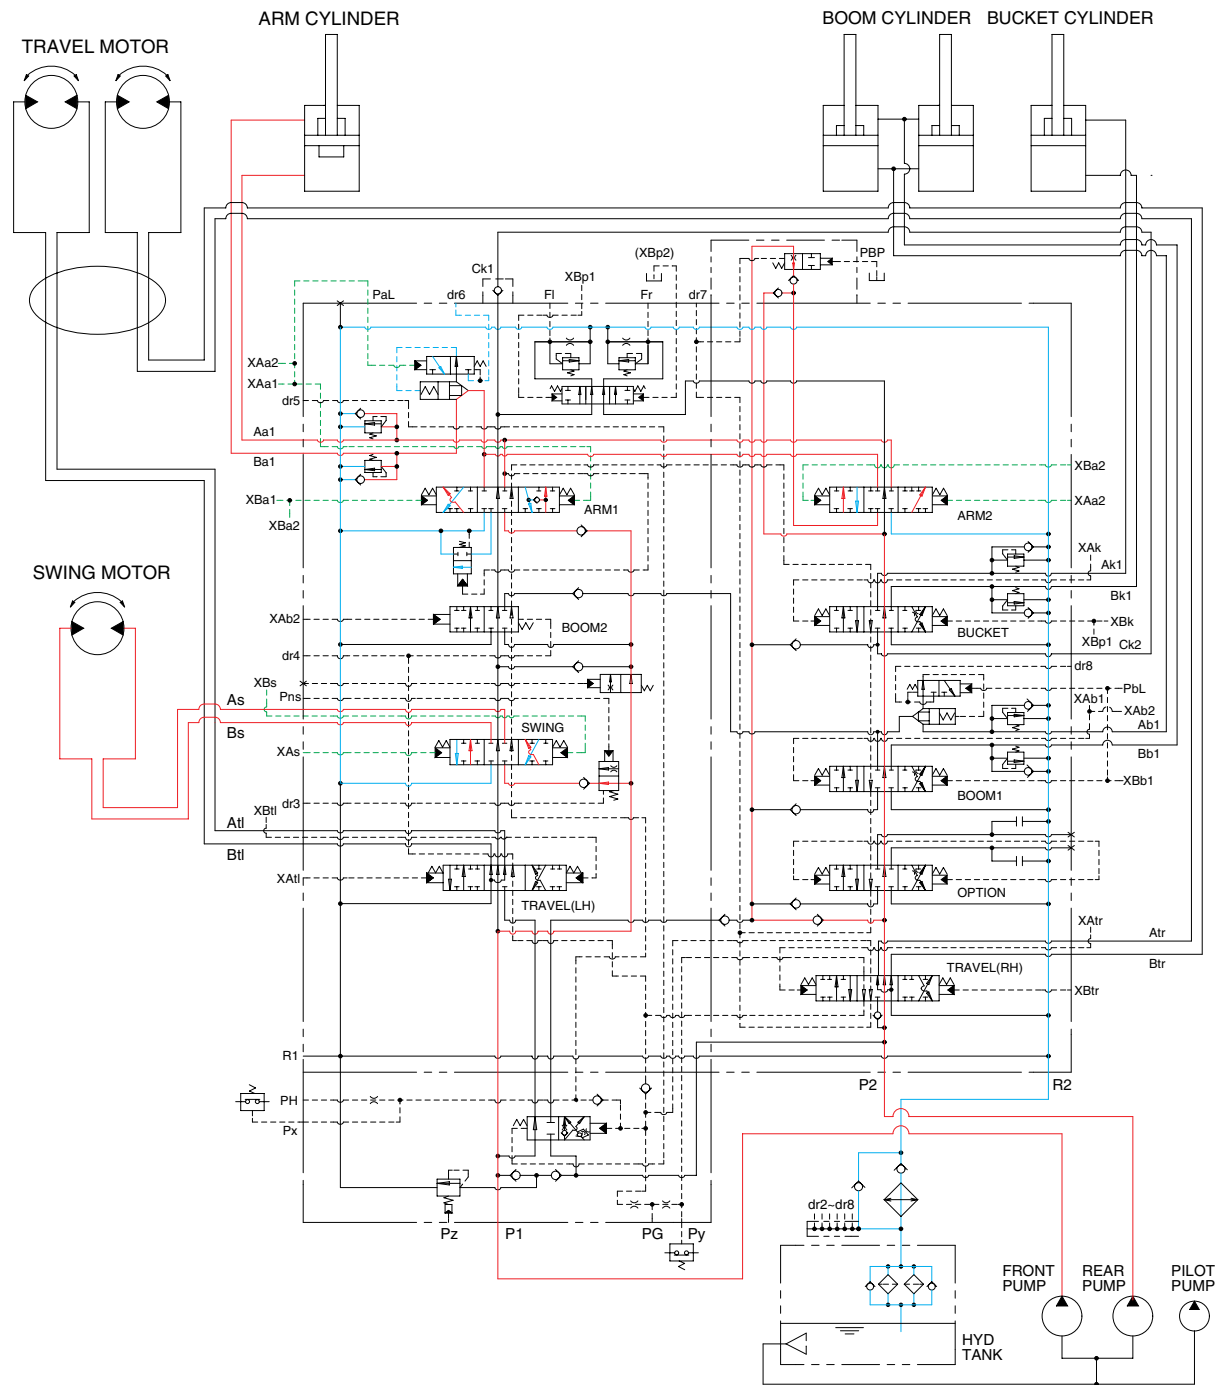 ARM CYLINDER
BOOM CYLINDER
BUCKET CYLINDER
TRAVEL MOTOR
(XBp2)
PBP
Ck1
XBp1
PaL
dr6
Fl
Fr
dr7
XAa2
XAa1
dr5
Aa1
Ba1
XBa2
XBa1
XAa2
ARM1
ARM2
XBa2
XAk
Ak1
SWING MOTOR
Bk1
XAb2
XBk
BOOM2
BUCKET
XBp1
Ck2
dr4
dr8
XBs
PbL
Pns
As
XAb1
XAb2
Bs
SWING
Ab1
XAs
Bb1
XBb1
dr3
BOOM1
XBtl
Atl
Btl
XAtl
OPTION
TRAVEL(LH)
XAtr
Atr
TRAVEL(RH)
Btr
XBtr
R1
P2
R2
PH
Px
dr2~dr8
Pz
P1
PG
Py
FRONT
PUMP
REAR
PUMP
PILOT
PUMP
HYD
TANK